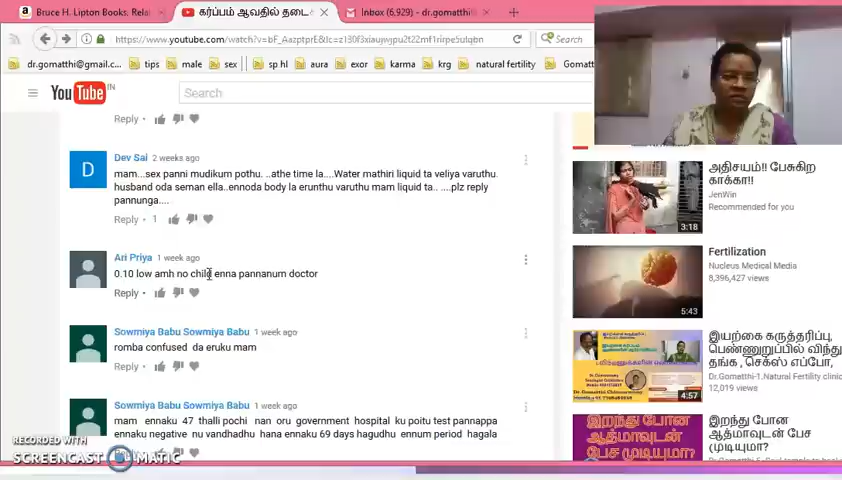 Bruce H. Lipton Books, Rela
கர்ப்பம் ஆவதில் தடை
Inbox (6,929) - dr.gomatthi
https://www.youtube.com/watch?v=bF_AazptprE&lc=z130f3xiaujwjpu2t22mf1rirpe5ulqbn
Search
dr.gomatthi@gmail.c...
tips
male
sex
sp hl
aura
exor
karma
krg
natural fertility
Gomatt
YouTube IN
Search
Reply
D
Dev Sai 2 weeks ago
mam...sex panni mudikum pothu. ..athe time la....Water mathiri liquid ta veliya varuthu.
husband oda seman ella..ennoda body la erunthu varuthu mam liquid ta.. ....plz reply
pannunga....
Reply 1
Ari Priya 1 week ago
0.10 low amh no child enna pannanum doctor
Reply
Sowmiya Babu Sowmiya Babu 1 week ago
romba confused da eruku mam
Reply
Sowmiya Babu Sowmiya Babu 1 week ago
mam ennaku 47 thalli pochi nan oru government hospital ku poitu test pannappa
ennaku negative nu vandhadhu hana ennaku 69 days hagudhu ennum period hagala
அதிசயம்!! பேசுகிற
காக்கா!!
JenWin
Recommended for you
3:18
Fertilization
Nucleus Medical Media
8,396,427 views
5:43
இயற்கை கருத்தரிப்பு,
பெண்ணுறுப்பில் விந்து
தங்க , செக்ஸ் எப்போ,
Dr.Gomatthi-1.Natural Fertility clinic
12,019 views
4:57
இறந்து போன
ஆத்மாவுடன் பேச
முடியுமா?
இறந்து போன
ஆத்மாவுடன் பேச
முடியுமா?
RECORDED WITH
SCREENCAST MATIC